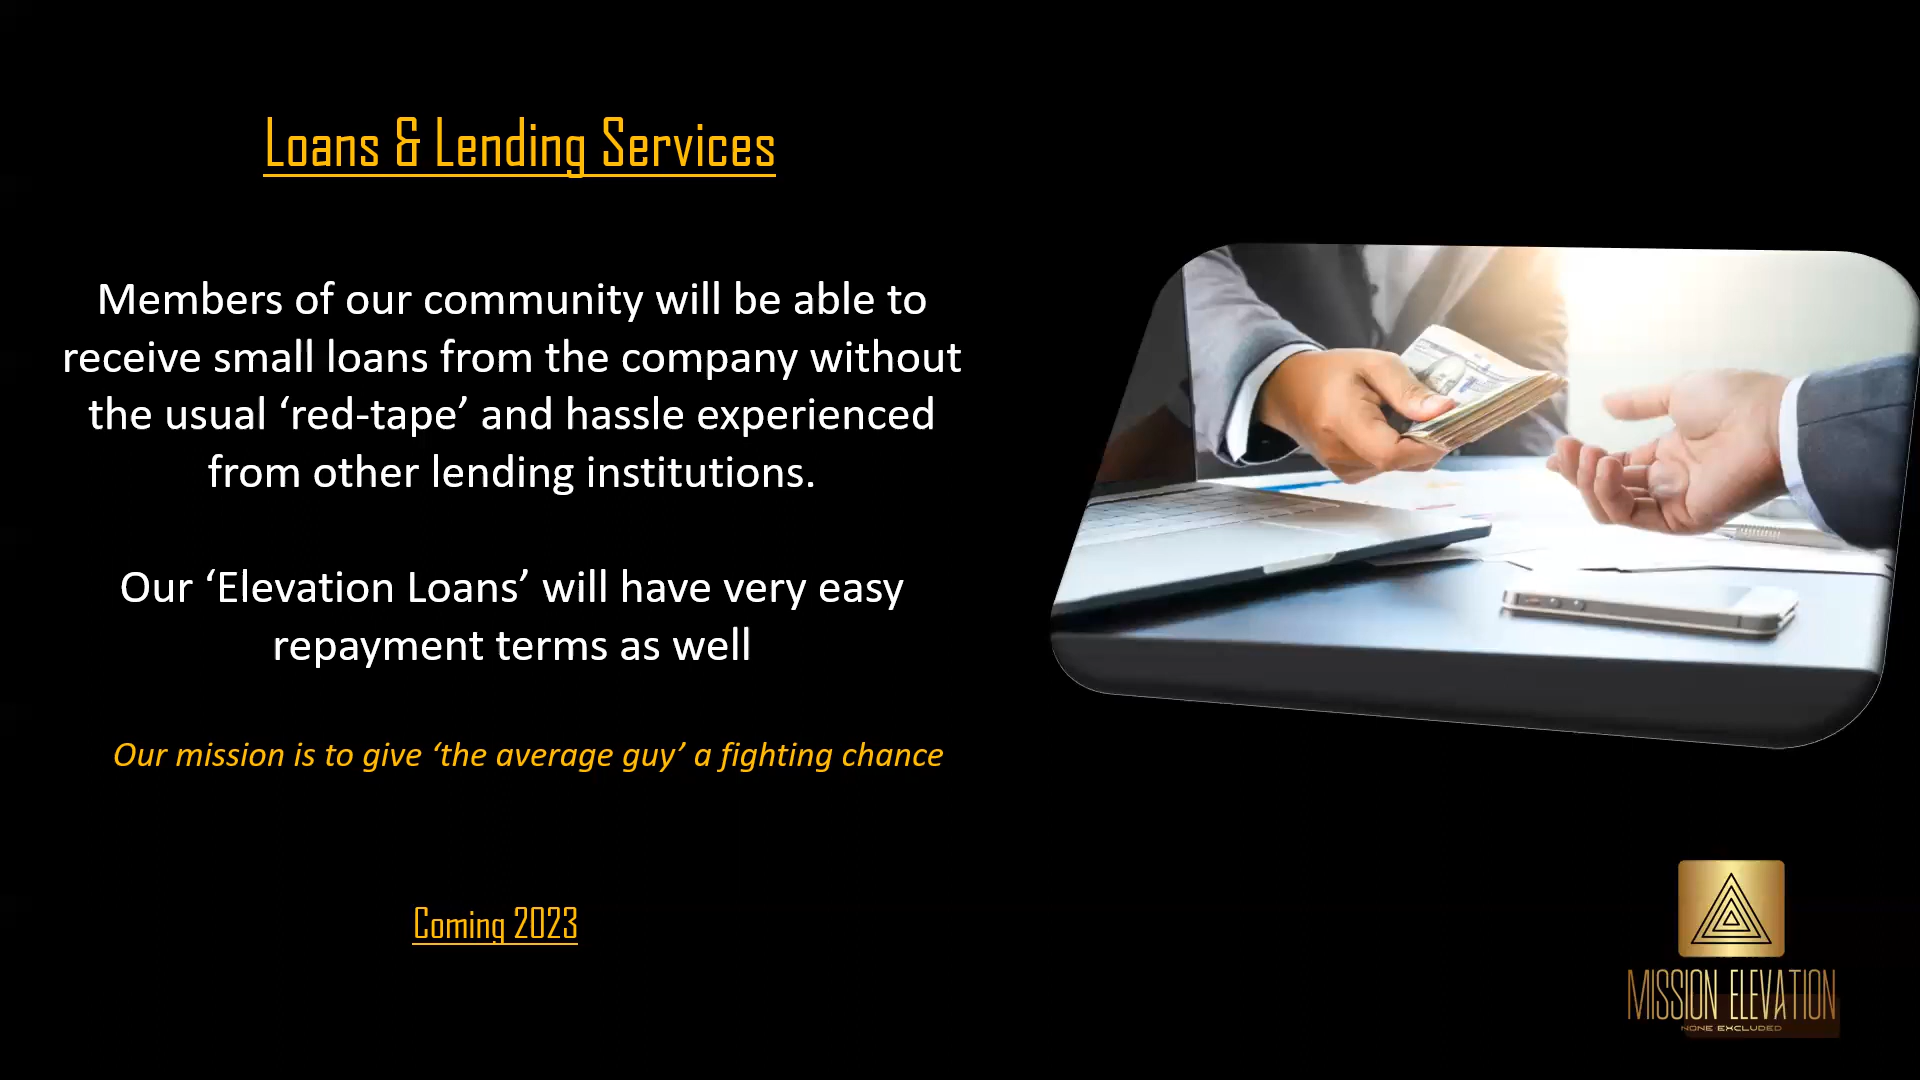 Loans & Lending Services
Members of our community will be able to
receive small loans from the company without
the usual ‘red-tape’ and hassle experienced
from other lending institutions.
Our ‘Elevation Loans’ will have very easy
repayment terms as well
Our mission is to give ‘the average guy’ a fighting chance
Coming 2023
MISSION ELEVATION
NONE EXCLUDED